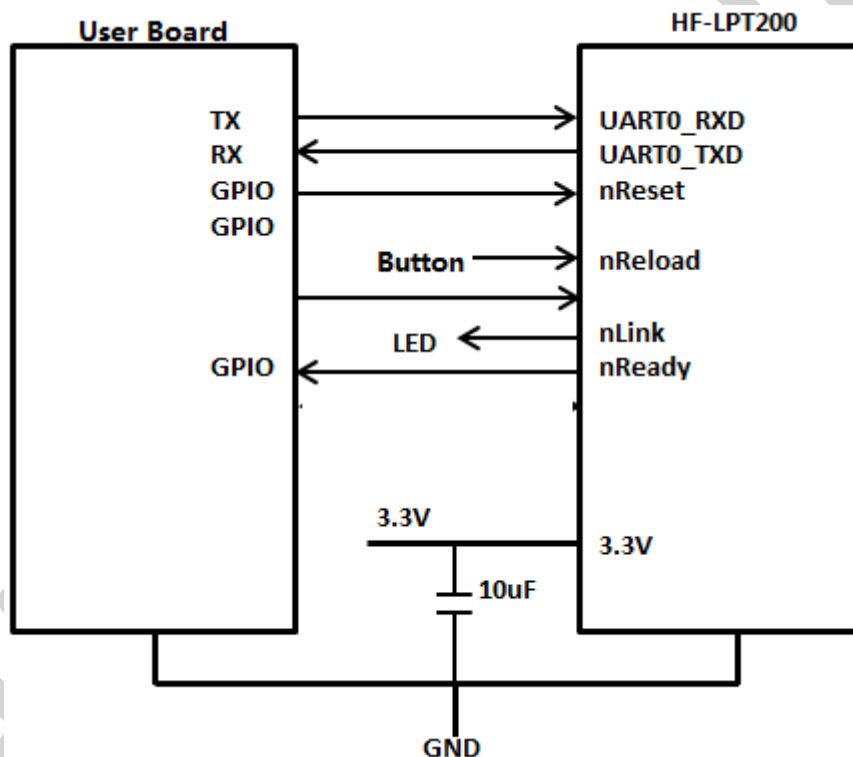 User Board
HF-LPT200
TX
UART0_RXD
RX
UART0_TXD
GPIO
nReset
GPIO
Button
nReload
LED
nLink
GPIO
nReady
3.3V
3.3V
10uF
GND